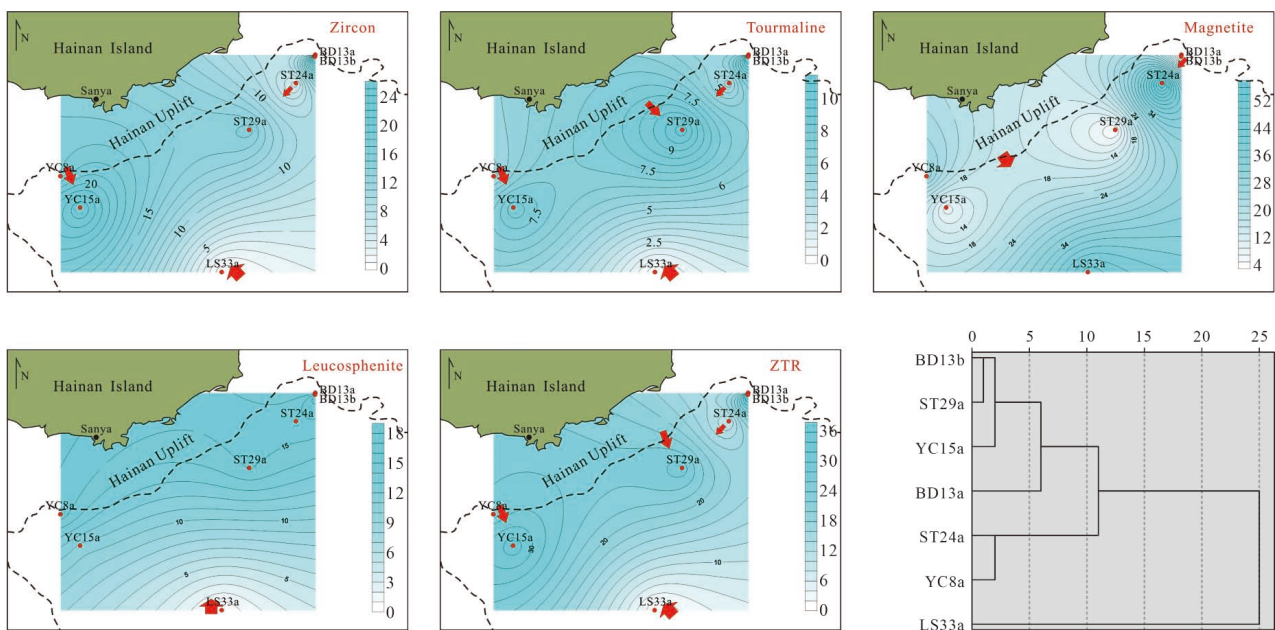 Zircon
N
Hainan Island
BD13a
BD13b
ST24a
Sanya
10
Hainan Uplift
ST29a
10
YC8a
20
YC15a
15
10
5
LS33a
24
20
16
12
8
4
0
Tourmaline
N
Hainan Island
BD13a
BD13b
ST24a
Sanya
7.5
Hainan Uplift
ST29a
9
YC8a
7.5
6
YC15a
7.5
5
2.5
LS33a
10
8
6
4
2
0
Magnetite
N
Hainan Island
BD13a
BD13b
ST24a
Sanya
34
Hainan Uplift
ST29a
18
14
YC8a
18
18
24
YC15a
14
18
24
34
LS33a
52
44
36
28
20
12
4
Leucosphenite
N
Hainan Island
BD13a
BD13b
ST24a
Sanya
15
Hainan Uplift
ST29a
YC8a
10
10
YC15a
5
5
LS33a
18
15
12
9
6
3
0
ZTR
N
Hainan Island
BD13a
BD13b
ST24a
Sanya
Hainan Uplift
ST29a
20
YC8a
YC15a
30
20
10
LS33a
36
30
24
18
12
6
0
0 5 10 15 20 25
BD13b
ST29a
YC15a
BD13a
ST24a
YC8a
LS33a